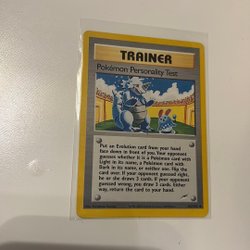 TRAINER
Pokémon Personality Test
Put an Evolution card from your hand
face down in front of you. Your opponent
guesses whether it is a Pokémon card with
Light in its name, a Pokémon card with
Dark in its name, or neither one. Flip the
card over. If your opponent guessed right,
he or she draws 3 cards. If your opponent
guessed wrong, you draw 3 cards. Either
way, return the card to your hand.